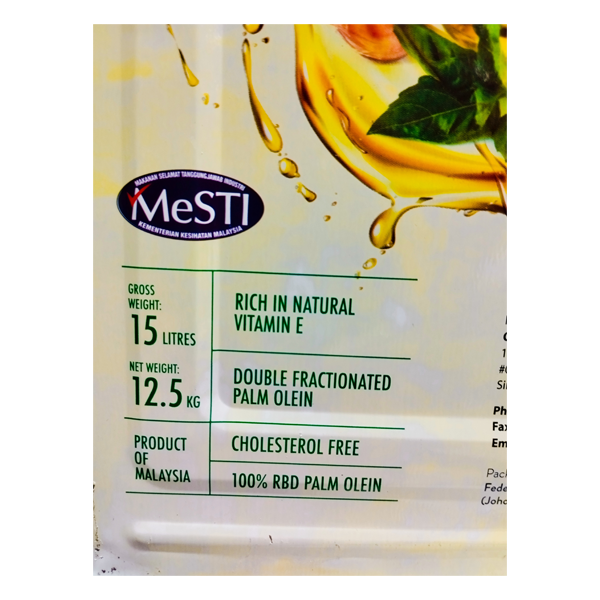 MAKANAN SELAMAT TANGGUNGJAWAB INDUSTRI
MeSTI
KEMENTERIAN KESIHATAN MALAYSIA
GROSS
WEIGHT:
15 LITRES
NET WEIGHT:
12.5 KG
PRODUCT
OF
MALAYSIA
RICH IN NATURAL
VITAMIN E
DOUBLE FRACTIONATED
PALM OLEIN
CHOLESTEROL FREE
100% RBD PALM OLEIN
Ph
Fax
Em
Pack
Fede
(Joho